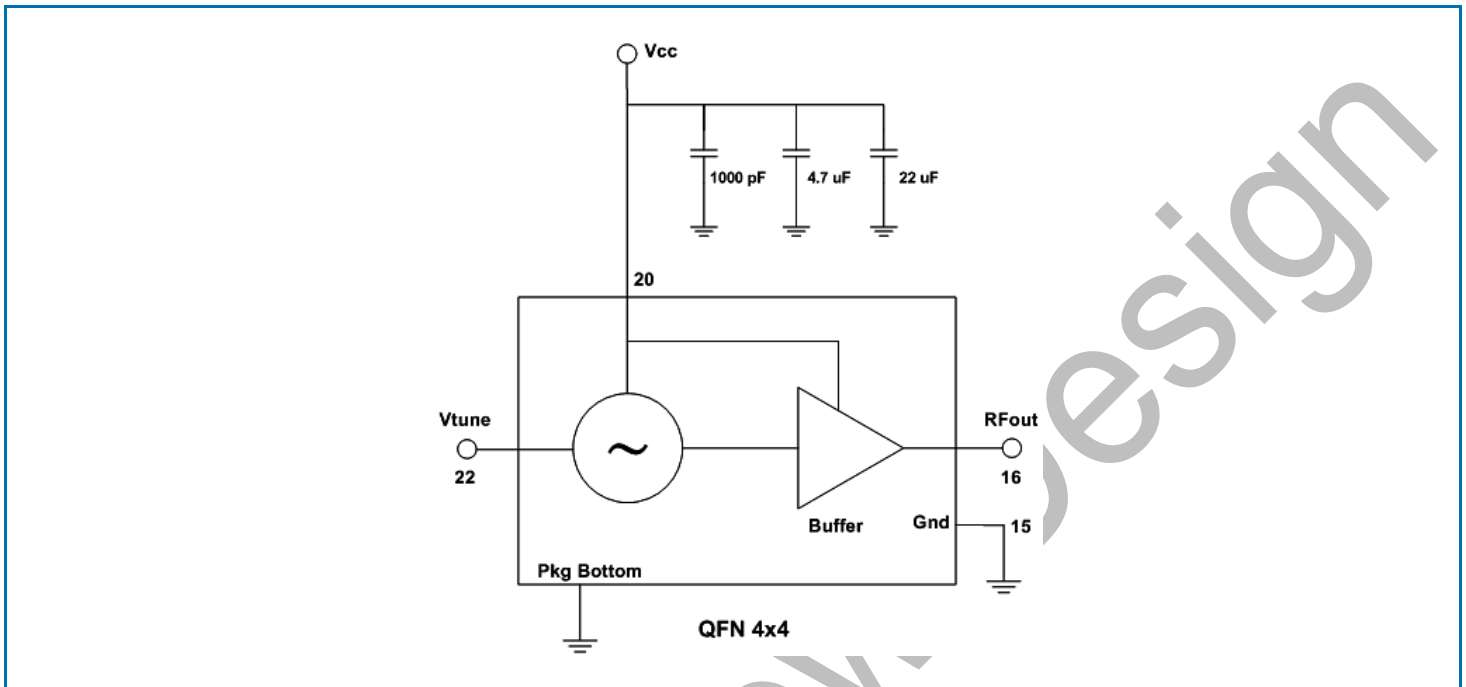 Vcc
1000 pF
4.7 uF
22 uF
20
Vtune
22
~
RFout
16
Buffer
Gnd
15
Pkg Bottom
QFN 4x4